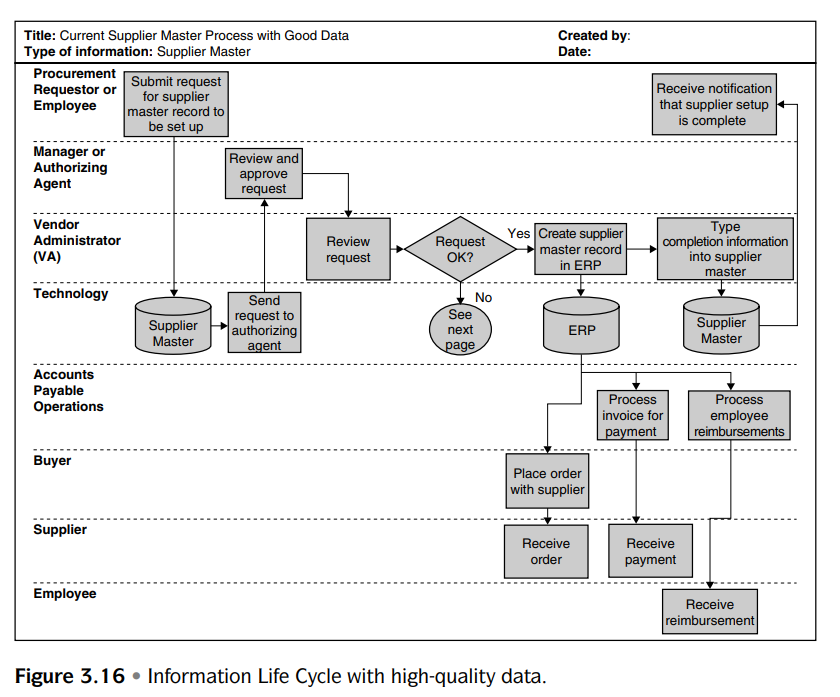 Title: Current Supplier Master Process with Good Data
Created by:
Type of information: Supplier Master
Date:
Procurement
Requestor or
Employee
Submit request
for supplier
master record to
be set up
Receive notification
that supplier setup
is complete
Manager or
Authorizing
Agent
Review and
approve
request
Vendor
Administrator
(VA)
Review
request
Request
OK?
Yes
Create supplier
master record
in ERP
Type
completion information
into supplier
master
Technology
Supplier
Master
Send
request to
authorizing
agent
No
See
next
page
ERP
Supplier
Master
Accounts
Payable
Operations
Process
invoice for
payment
Process
employee
reimbursements
Buyer
Place order
with supplier
Supplier
Receive
order
Receive
payment
Employee
Receive
reimbursement
Figure 3.16 • Information Life Cycle with high-quality data.